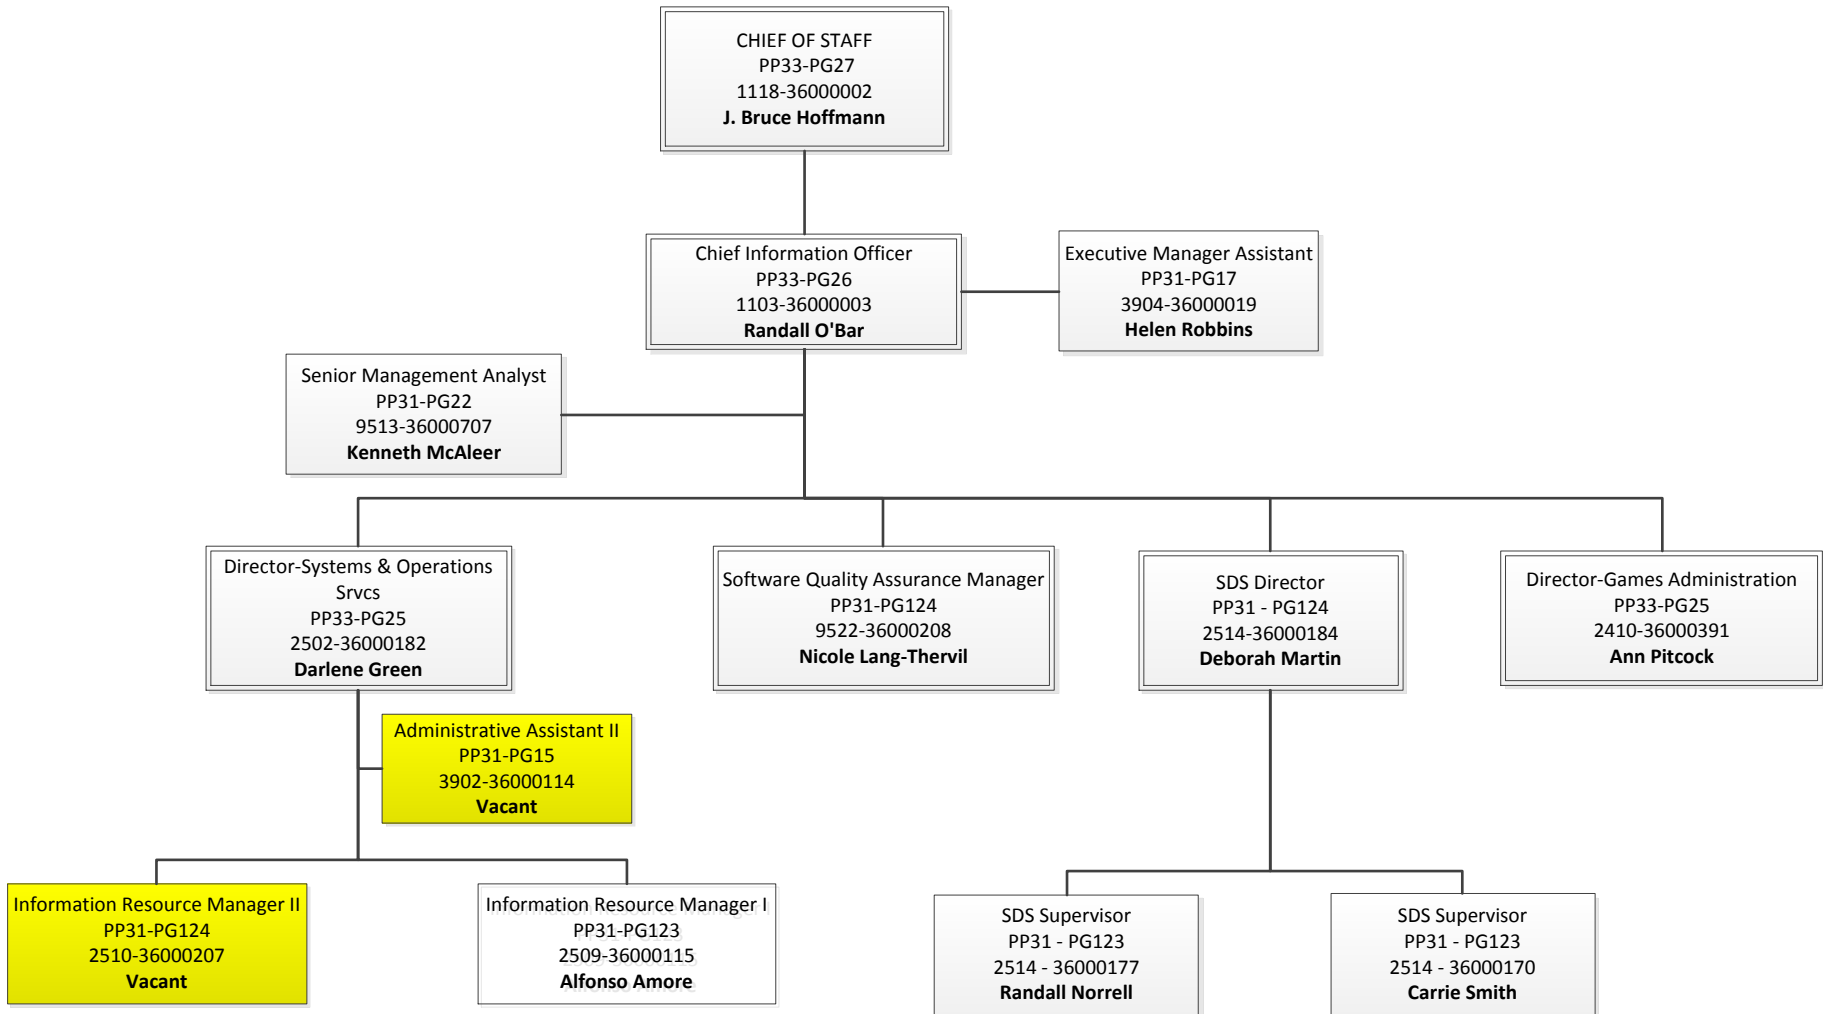 CHIEF OF STAFF
PP33-PG27
1118-36000002
J. Bruce Hoffmann
Chief Information Officer
PP33-PG26
1103-36000003
Randall O'Bar
Executive Manager Assistant
PP31-PG17
3904-36000019
Helen Robbins
Senior Management Analyst
PP31-PG22
9513-36000707
Kenneth McAleer
Director-Systems & Operations
Srvcs
PP33-PG25
2502-36000182
Darlene Green
Software Quality Assurance Manager
PP31-PG124
9522-36000208
Nicole Lang-Thervil
SDS Director
PP31 - PG124
2514-36000184
Deborah Martin
Director-Games Administration
PP33-PG25
2410-36000391
Ann Pitcock
Administrative Assistant II
PP31-PG15
3902-36000114
Vacant
Information Resource Manager II
PP31-PG124
2510-36000207
Vacant
Information Resource Manager I
PP31-PG123
2509-36000115
Alfonso Amore
SDS Supervisor
PP31 - PG123
2514 - 36000177
Randall Norrell
SDS Supervisor
PP31 - PG123
2514 - 36000170
Carrie Smith